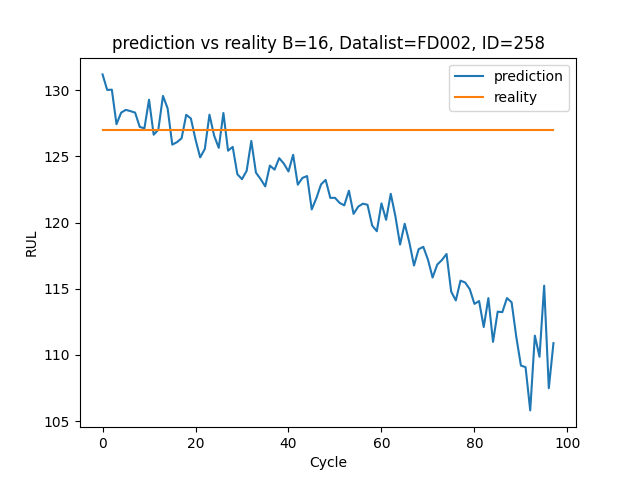 prediction vs reality B=16, Datalist=FD002, ID=258
prediction
reality
130
125
120
115
110
105
RUL
0 20 40 60 80 100
Cycle